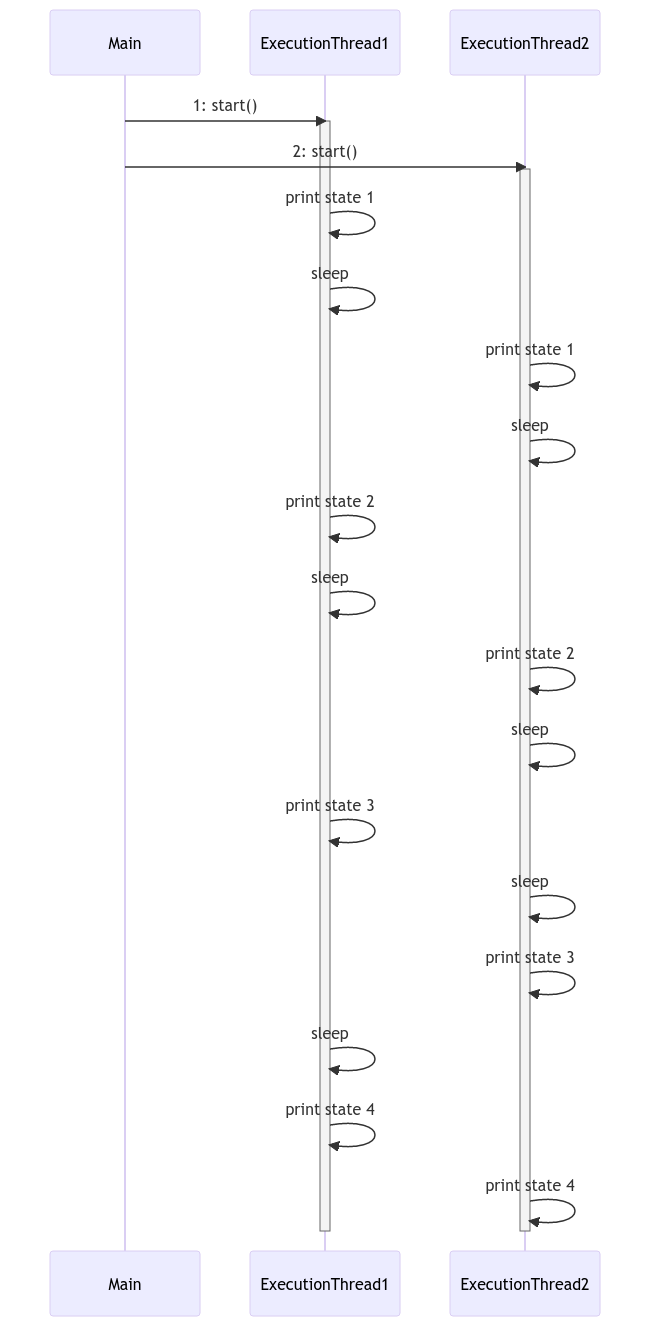 Main
ExecutionThread1
ExecutionThread2
1: start()
2: start()
print state 1
sleep
print state 1
sleep
print state 2
sleep
print state 2
sleep
print state 3
sleep
print state 3
sleep
print state 4
print state 4
Main
ExecutionThread1
ExecutionThread2